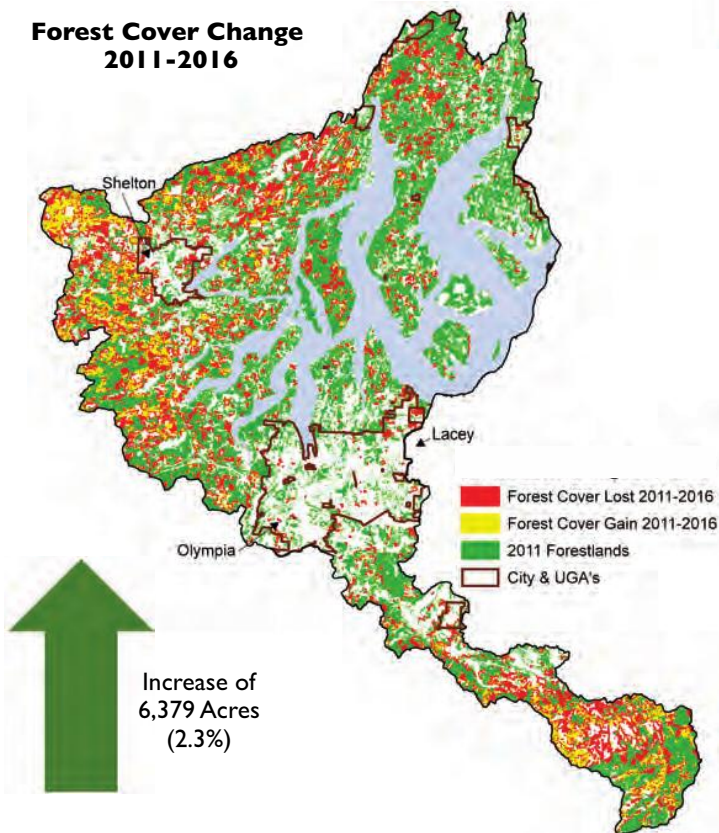 Forest Cover Change
2011-2016
Shelton
Lacey
Forest Cover Lost 2011-2016
Forest Cover Gain 2011-2016
2011 Forestlands
City & UGA's
Olympia
Increase of
6,379 Acres
(2.3%)